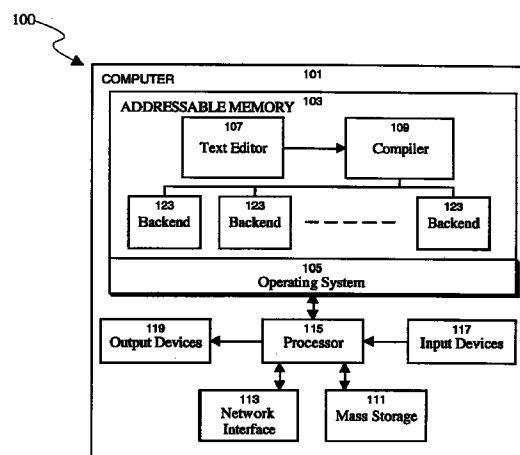 100
COMPUTER 101
ADDRESSABLE MEMORY 103
107
Text Editor
109
Compiler
123
Backend
123
Backend
123
Backend
105
Operating System
119
Output Devices
115
Processor
117
Input Devices
113
Network
Interface
111
Mass Storage